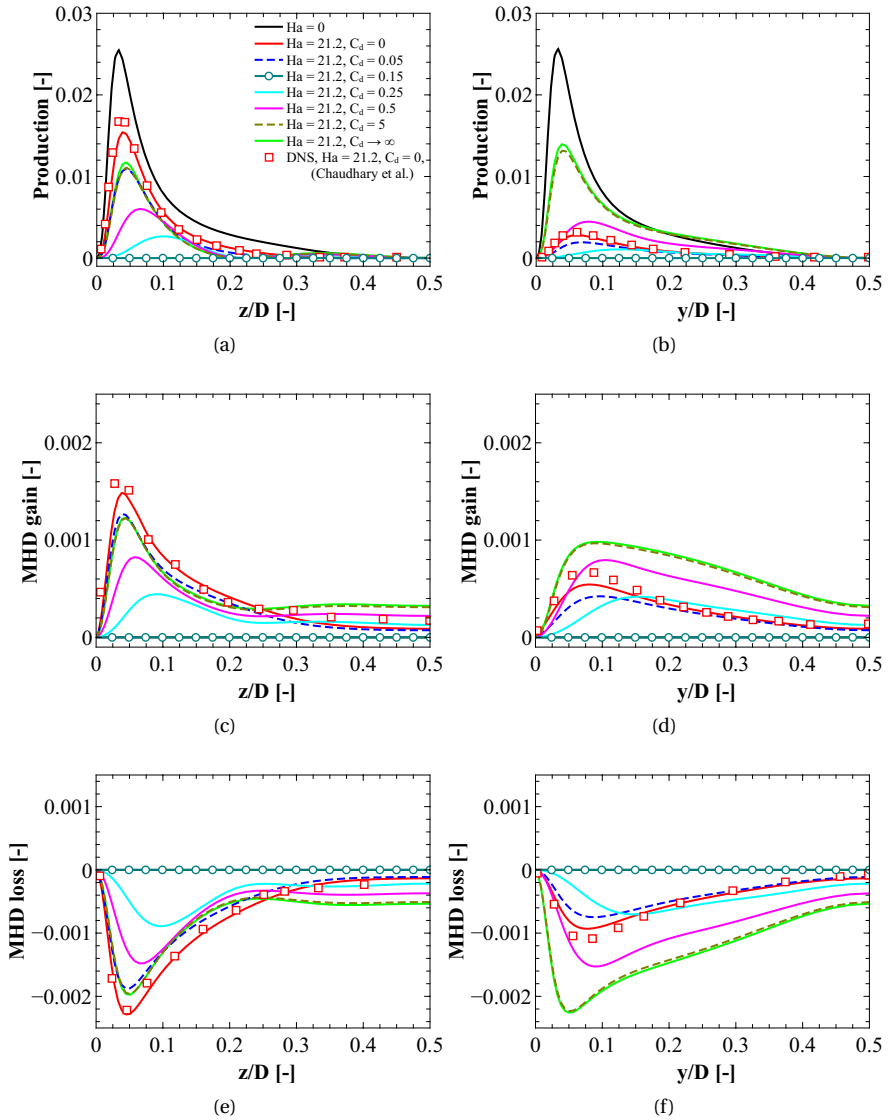 0.03
0.02
0.01
0
Production [-]
Ha = 0
Ha = 21.2, C_d = 0
Ha = 21.2, C_d = 0.05
Ha = 21.2, C_d = 0.15
Ha = 21.2, C_d = 0.25
Ha = 21.2, C_d = 0.5
Ha = 21.2, C_d = 5
Ha = 21.2, C_d → ∞
DNS, Ha = 21.2, C_d = 0,
(Chaudhary et al.)
0 0.1 0.2 0.3 0.4 0.5
z/D [-]
(a)
0.03
0.02
0.01
0
Production [-]
0 0.1 0.2 0.3 0.4 0.5
y/D [-]
(b)
0.002
0.001
0
MHD gain [-]
0 0.1 0.2 0.3 0.4 0.5
z/D [-]
(c)
0.002
0.001
0
MHD gain [-]
0 0.1 0.2 0.3 0.4 0.5
y/D [-]
(d)
0.001
0
−0.001
−0.002
MHD loss [-]
0 0.1 0.2 0.3 0.4 0.5
z/D [-]
(e)
0.001
0
−0.001
−0.002
MHD loss [-]
0 0.1 0.2 0.3 0.4 0.5
y/D [-]
(f)